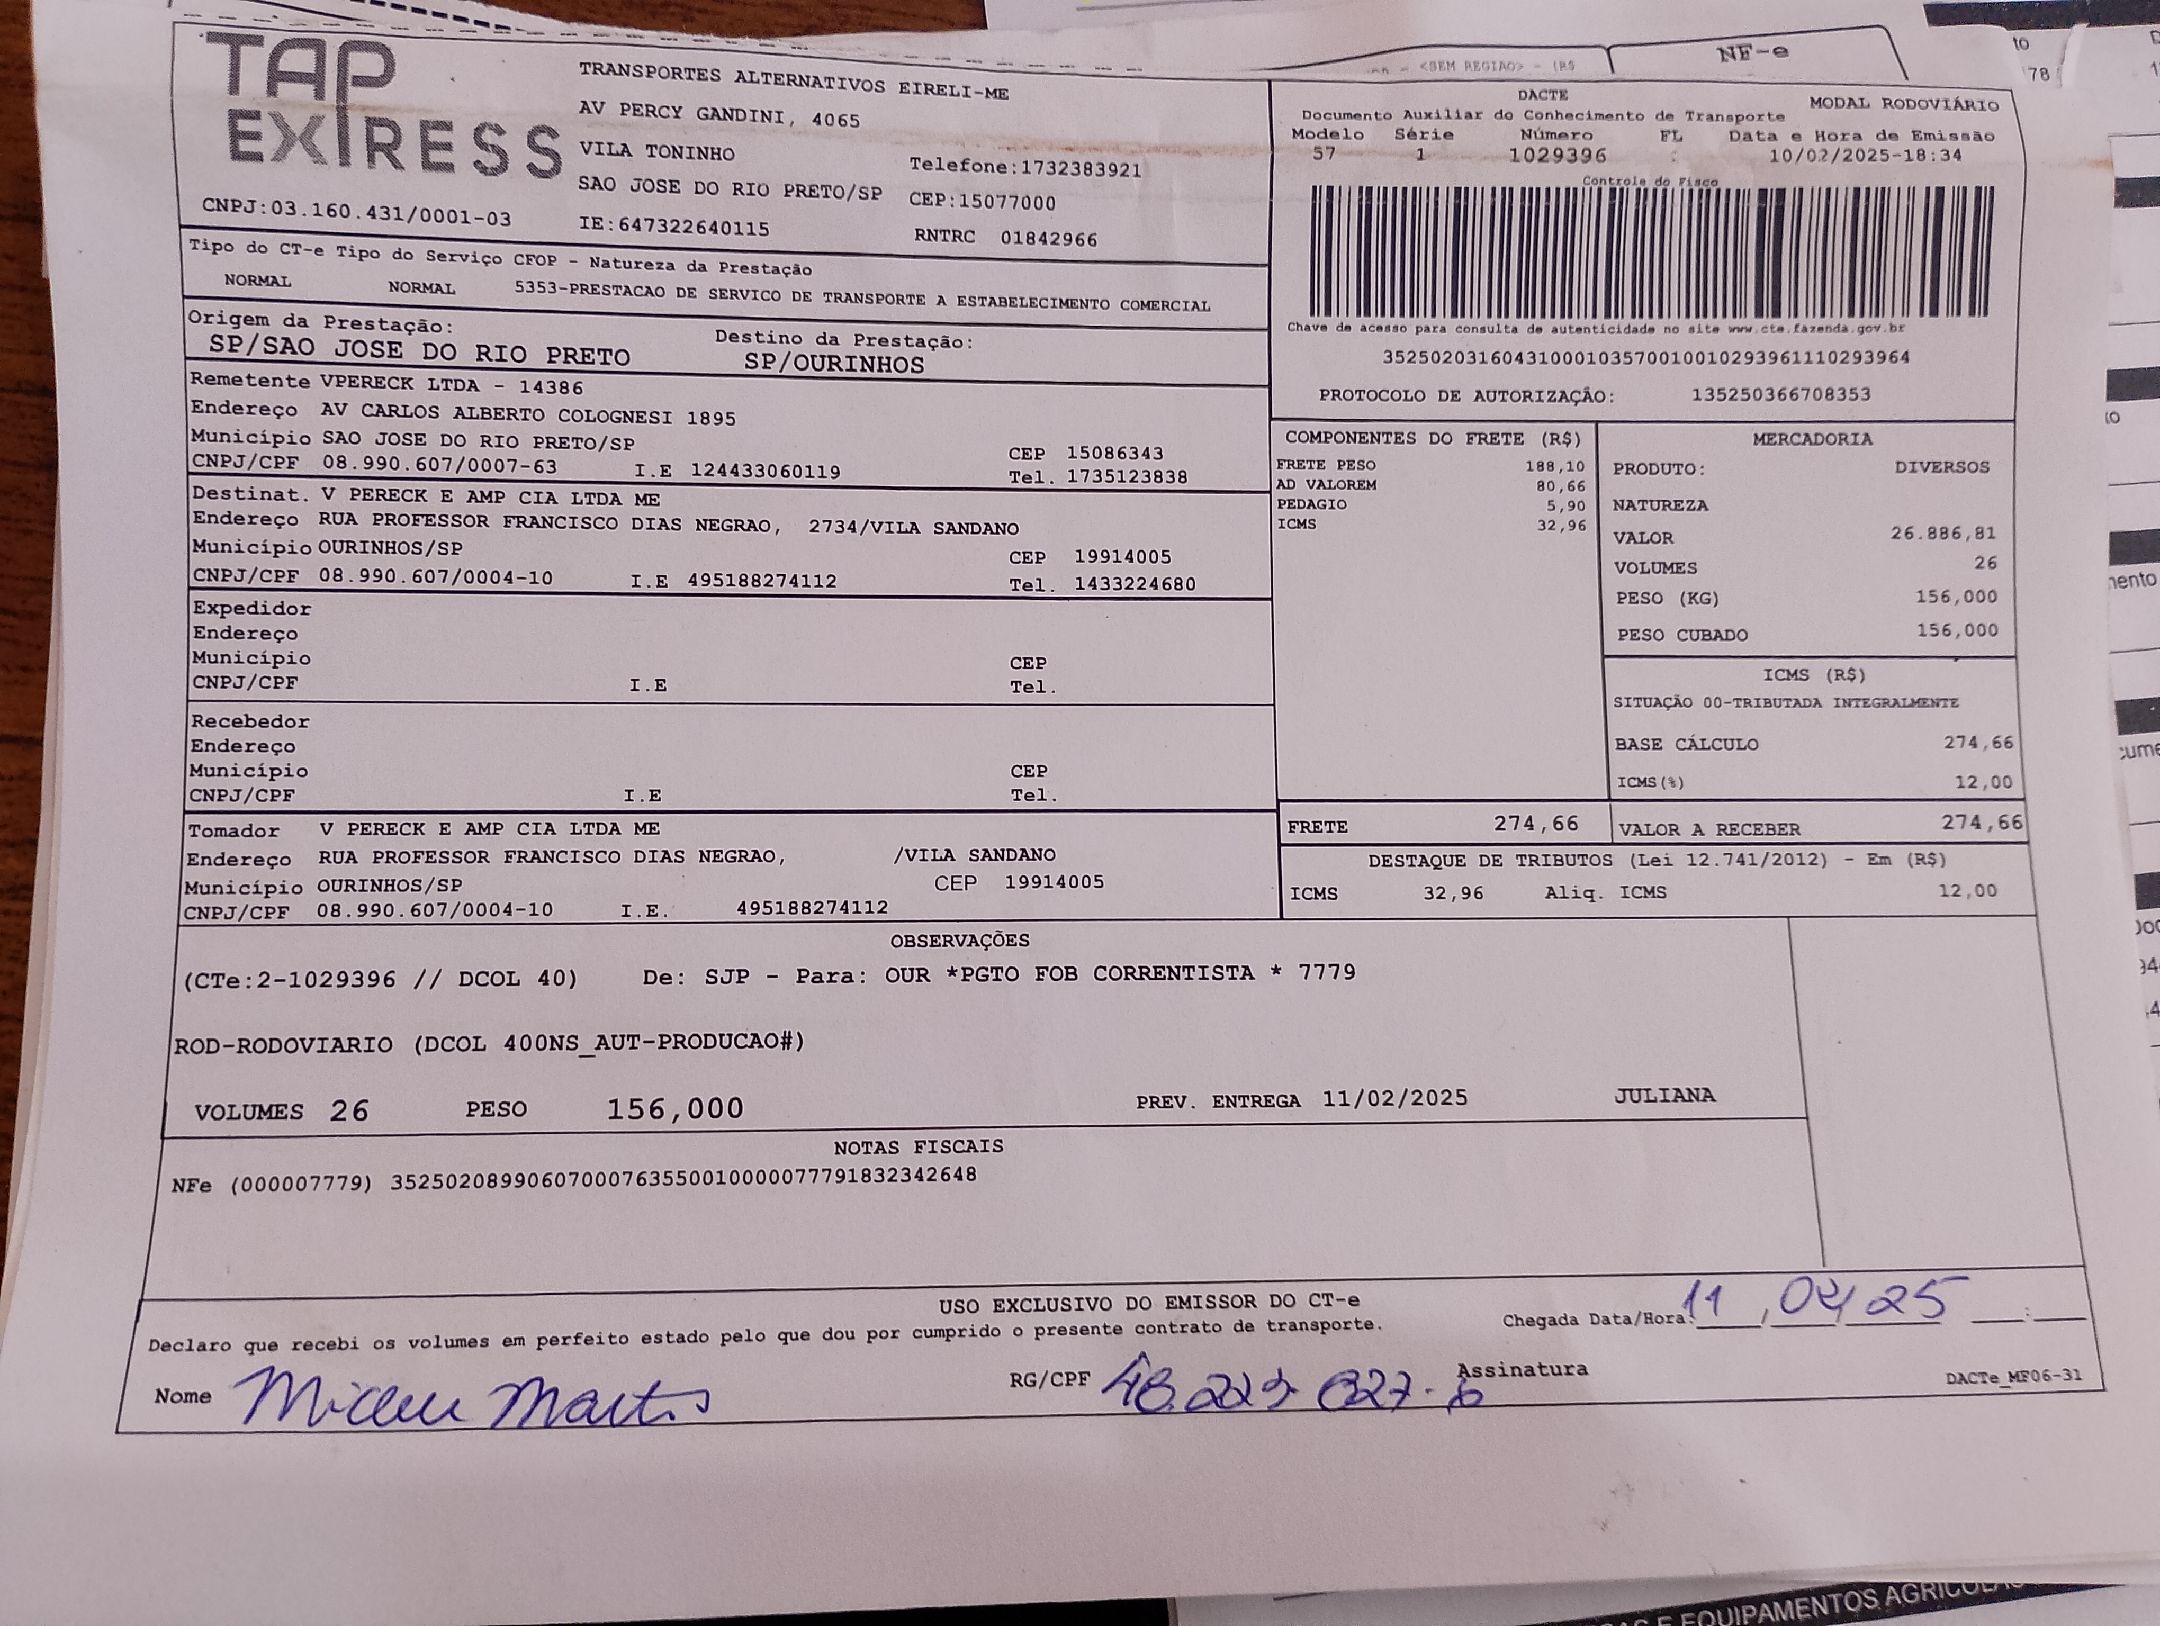 TAP
EXPRESS
CNPJ:03.160.431/0001-03
TRANSPORTES ALTERNATIVOS EIRELI-ME
AV PERCY GANDINI, 4065
VILA TONINHO
Telefone:1732383921
SAO JOSE DO RIO PRETO/SP CEP:15077000
IE:647322640115
RNTRC 01842966
<SEM REGIAO> - (R$
NF-e
DACTE
MODAL RODOVIÁRIO
Documento Auxiliar do Conhecimento de Transporte
Modelo Série Número FL Data e Hora de Emissão
57 1 1029396 10/02/2025-18:34
Controle do Fisco
Chave de acesso para consulta de autenticidade no site www.cte.fazenda.gov.br
35250203160431000103570010010293961110293964
PROTOCOLO DE AUTORIZAÇÃO: 135250366708353
Tipo do CT-e Tipo do Serviço CFOP - Natureza da Prestação
NORMAL NORMAL 5353-PRESTACAO DE SERVICO DE TRANSPORTE A ESTABELECIMENTO COMERCIAL
Origem da Prestação: Destino da Prestação:
SP/SAO JOSE DO RIO PRETO SP/OURINHOS
Remetente VPERECK LTDA - 14386
Endereço AV CARLOS ALBERTO COLOGNESI 1895
Município SAO JOSE DO RIO PRETO/SP CEP 15086343
CNPJ/CPF 08.990.607/0007-63 I.E 124433060119 Tel. 1735123838
Destinat. V PERECK E AMP CIA LTDA ME
Endereço RUA PROFESSOR FRANCISCO DIAS NEGRAO, 2734/VILA SANDANO
Município OURINHOS/SP CEP 19914005
CNPJ/CPF 08.990.607/0004-10 I.E 495188274112 Tel. 1433224680
Expedidor
Endereço
Município CEP
CNPJ/CPF I.E Tel.
Recebedor
Endereço
Município CEP
CNPJ/CPF I.E Tel.
Tomador V PERECK E AMP CIA LTDA ME
Endereço RUA PROFESSOR FRANCISCO DIAS NEGRAO, /VILA SANDANO
Município OURINHOS/SP CEP 19914005
CNPJ/CPF 08.990.607/0004-10 I.E. 495188274112
COMPONENTES DO FRETE (R$)
FRETE PESO 188,10
AD VALOREM 80,66
PEDAGIO 5,90
ICMS 32,96
MERCADORIA
PRODUTO: DIVERSOS
NATUREZA
VALOR 26.886,81
VOLUMES 26
PESO (KG) 156,000
PESO CUBADO 156,000
ICMS (R$)
SITUAÇÃO 00-TRIBUTADA INTEGRALMENTE
BASE CÁLCULO 274,66
ICMS(%) 12,00
FRETE 274,66 VALOR A RECEBER 274,66
DESTAQUE DE TRIBUTOS (Lei 12.741/2012) - Em (R$)
ICMS 32,96 Aliq. ICMS 12,00
OBSERVAÇÕES
(CTe:2-1029396 // DCOL 40) De: SJP - Para: OUR *PGTO FOB CORRENTISTA * 7779
ROD-RODOVIARIO (DCOL 400NS_AUT-PRODUCAO#)
VOLUMES 26 PESO 156,000 PREV. ENTREGA 11/02/2025 JULIANA
NOTAS FISCAIS
NFe (000007779) 35250208990607000763550010000077791832342648
USO EXCLUSIVO DO EMISSOR DO CT-e
Declaro que recebi os volumes em perfeito estado pelo que dou por cumprido o presente contrato de transporte.
Chegada Data/Hora: 11 02 25
Nome
RG/CPF
Assinatura
DACTe_MF06-31
E EQUIPAMENTOS